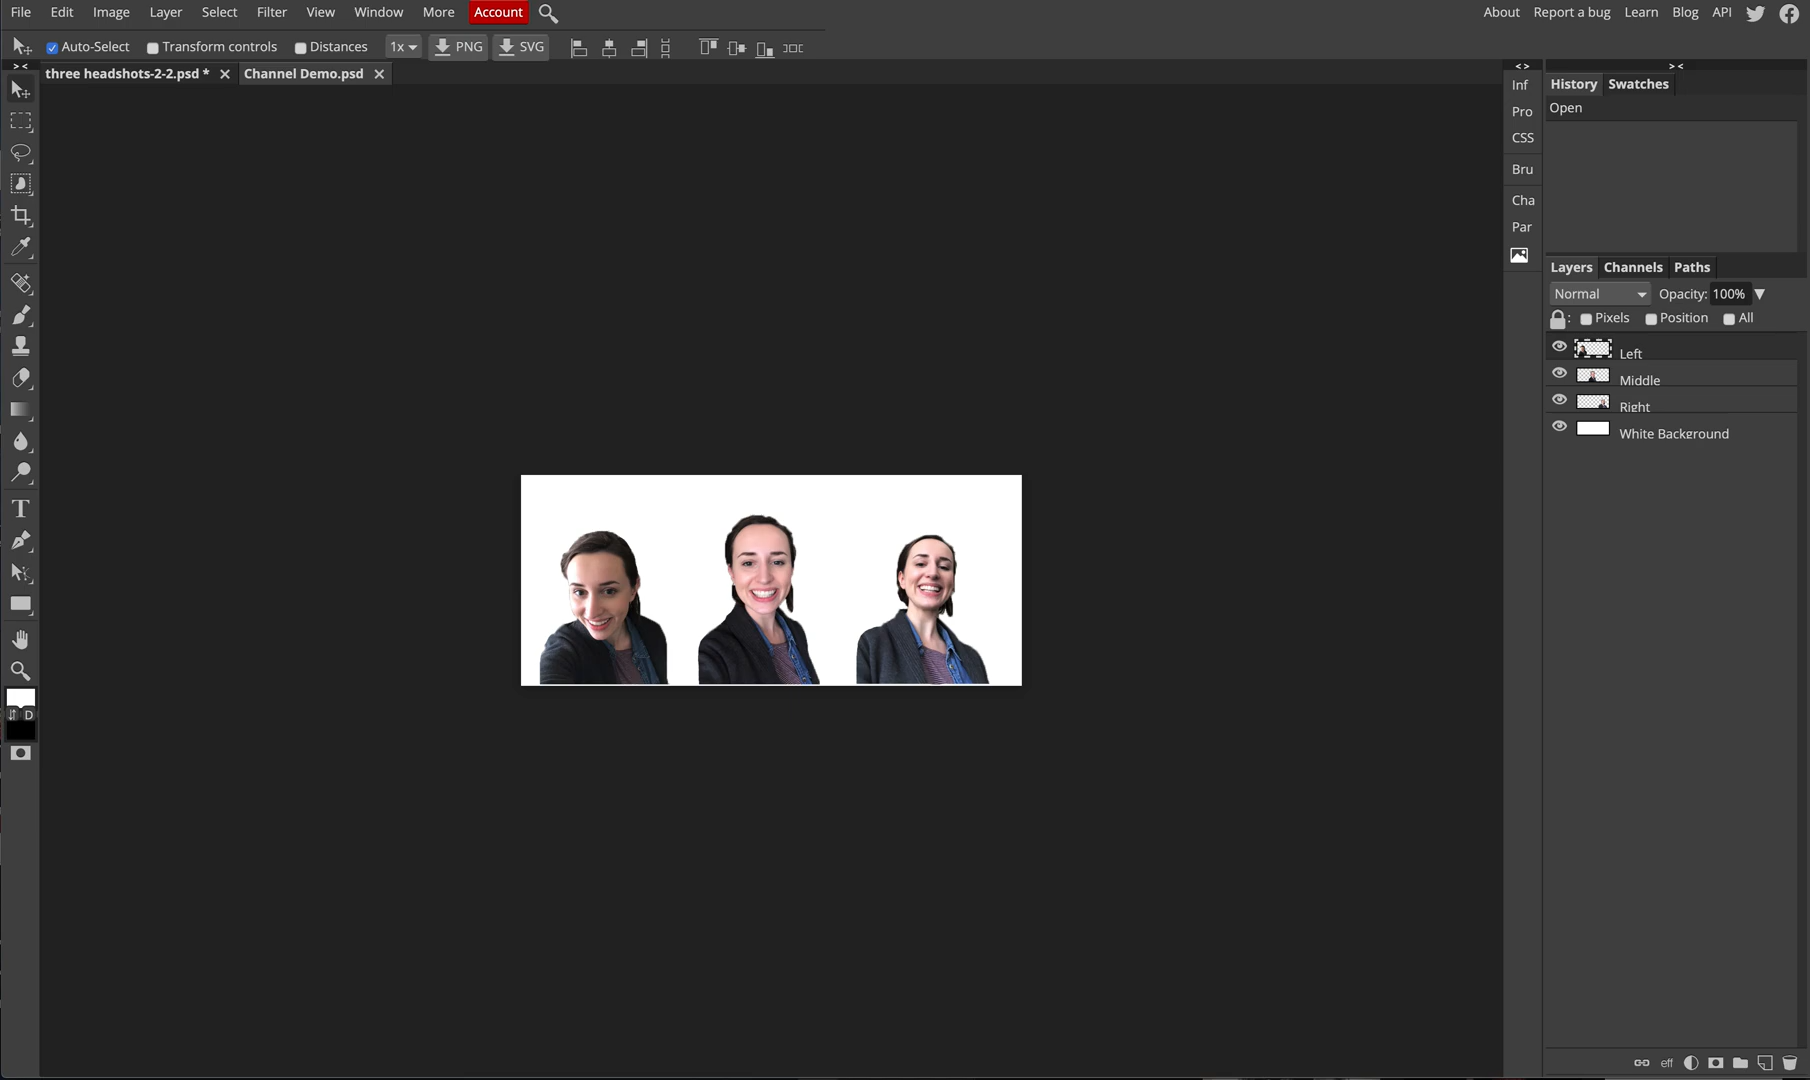 File Edit Image Layer Select Filter View Window More Account About Report a bug Learn Blog API
Auto-Select Transform controls Distances 1x PNG SVG
three headshots-2-2.psd * Channel Demo.psd
Inf
Pro
CSS
Bru
Cha
Par
History Swatches
Open
Layers Channels Paths
Normal Opacity: 100%
: Pixels Position All
Left
Middle
Right
White Background
T
D
eff